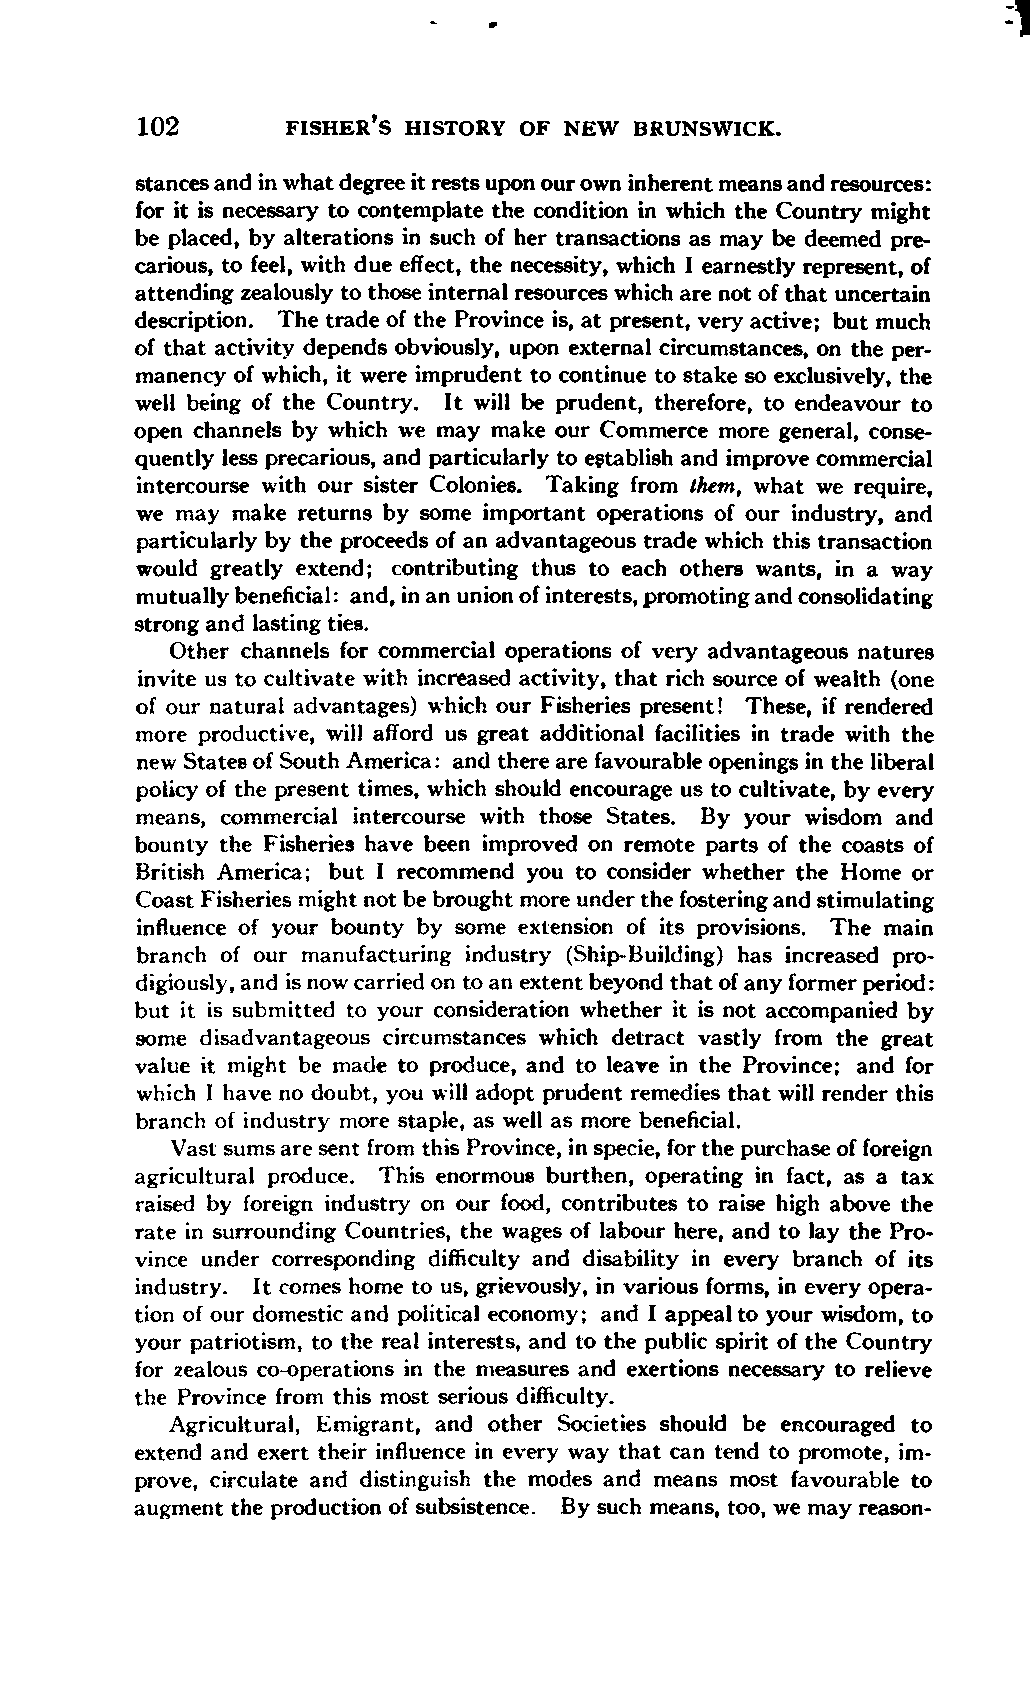 102 FISHER'S HISTORY OF NEW BRUNSWICK.
stances and in what degree it rests upon our own inherent means and resources:
for it is necessary to contemplate the condition in which the Country might
be placed, by alterations in such of her transactions as may be deemed pre-
carious, to feel, with due effect, the necessity, which I earnestly represent, of
attending zealously to those internal resources which are not of that uncertain
description. The trade of the Province is, at present, very active; but much
of that activity depends obviously, upon external circumstances, on the per-
manency of which, it were imprudent to continue to stake so exclusively, the
well being of the Country. It will be prudent, therefore, to endeavour to
open channels by which we may make our Commerce more general, conse-
quently less precarious, and particularly to establish and improve commercial
intercourse with our sister Colonies. Taking from them, what we require,
we may make returns by some important operations of our industry, and
particularly by the proceeds of an advantageous trade which this transaction
would greatly extend; contributing thus to each others wants, in a way
mutually beneficial: and, in an union of interests, promoting and consolidating
strong and lasting ties.
Other channels for commercial operations of very advantageous natures
invite us to cultivate with increased activity, that rich source of wealth (one
of our natural advantages) which our Fisheries present! These, if rendered
more productive, will afford us great additional facilities in trade with the
new States of South America: and there are favourable openings in the liberal
policy of the present times, which should encourage us to cultivate, by every
means, commercial intercourse with those States. By your wisdom and
bounty the Fisheries have been improved on remote parts of the coasts of
British America; but I recommend you to consider whether the Home or
Coast Fisheries might not be brought more under the fostering and stimulating
influence of your bounty by some extension of its provisions. The main
branch of our manufacturing industry (Ship-Building) has increased pro-
digiously, and is now carried on to an extent beyond that of any former period:
but it is submitted to your consideration whether it is not accompanied by
some disadvantageous circumstances which detract vastly from the great
value it might be made to produce, and to leave in the Province; and for
which I have no doubt, you will adopt prudent remedies that will render this
branch of industry more staple, as well as more beneficial.
Vast sums are sent from this Province, in specie, for the purchase of foreign
agricultural produce. This enormous burthen, operating in fact, as a tax
raised by foreign industry on our food, contributes to raise high above the
rate in surrounding Countries, the wages of labour here, and to lay the Pro-
vince under corresponding difficulty and disability in every branch of its
industry. It comes home to us, grievously, in various forms, in every opera-
tion of our domestic and political economy; and I appeal to your wisdom, to
your patriotism, to the real interests, and to the public spirit of the Country
for zealous co-operations in the measures and exertions necessary to relieve
the Province from this most serious difficulty.
Agricultural, Emigrant, and other Societies should be encouraged to
extend and exert their influence in every way that can tend to promote, im-
prove, circulate and distinguish the modes and means most favourable to
augment the production of subsistence. By such means, too, we may reason-